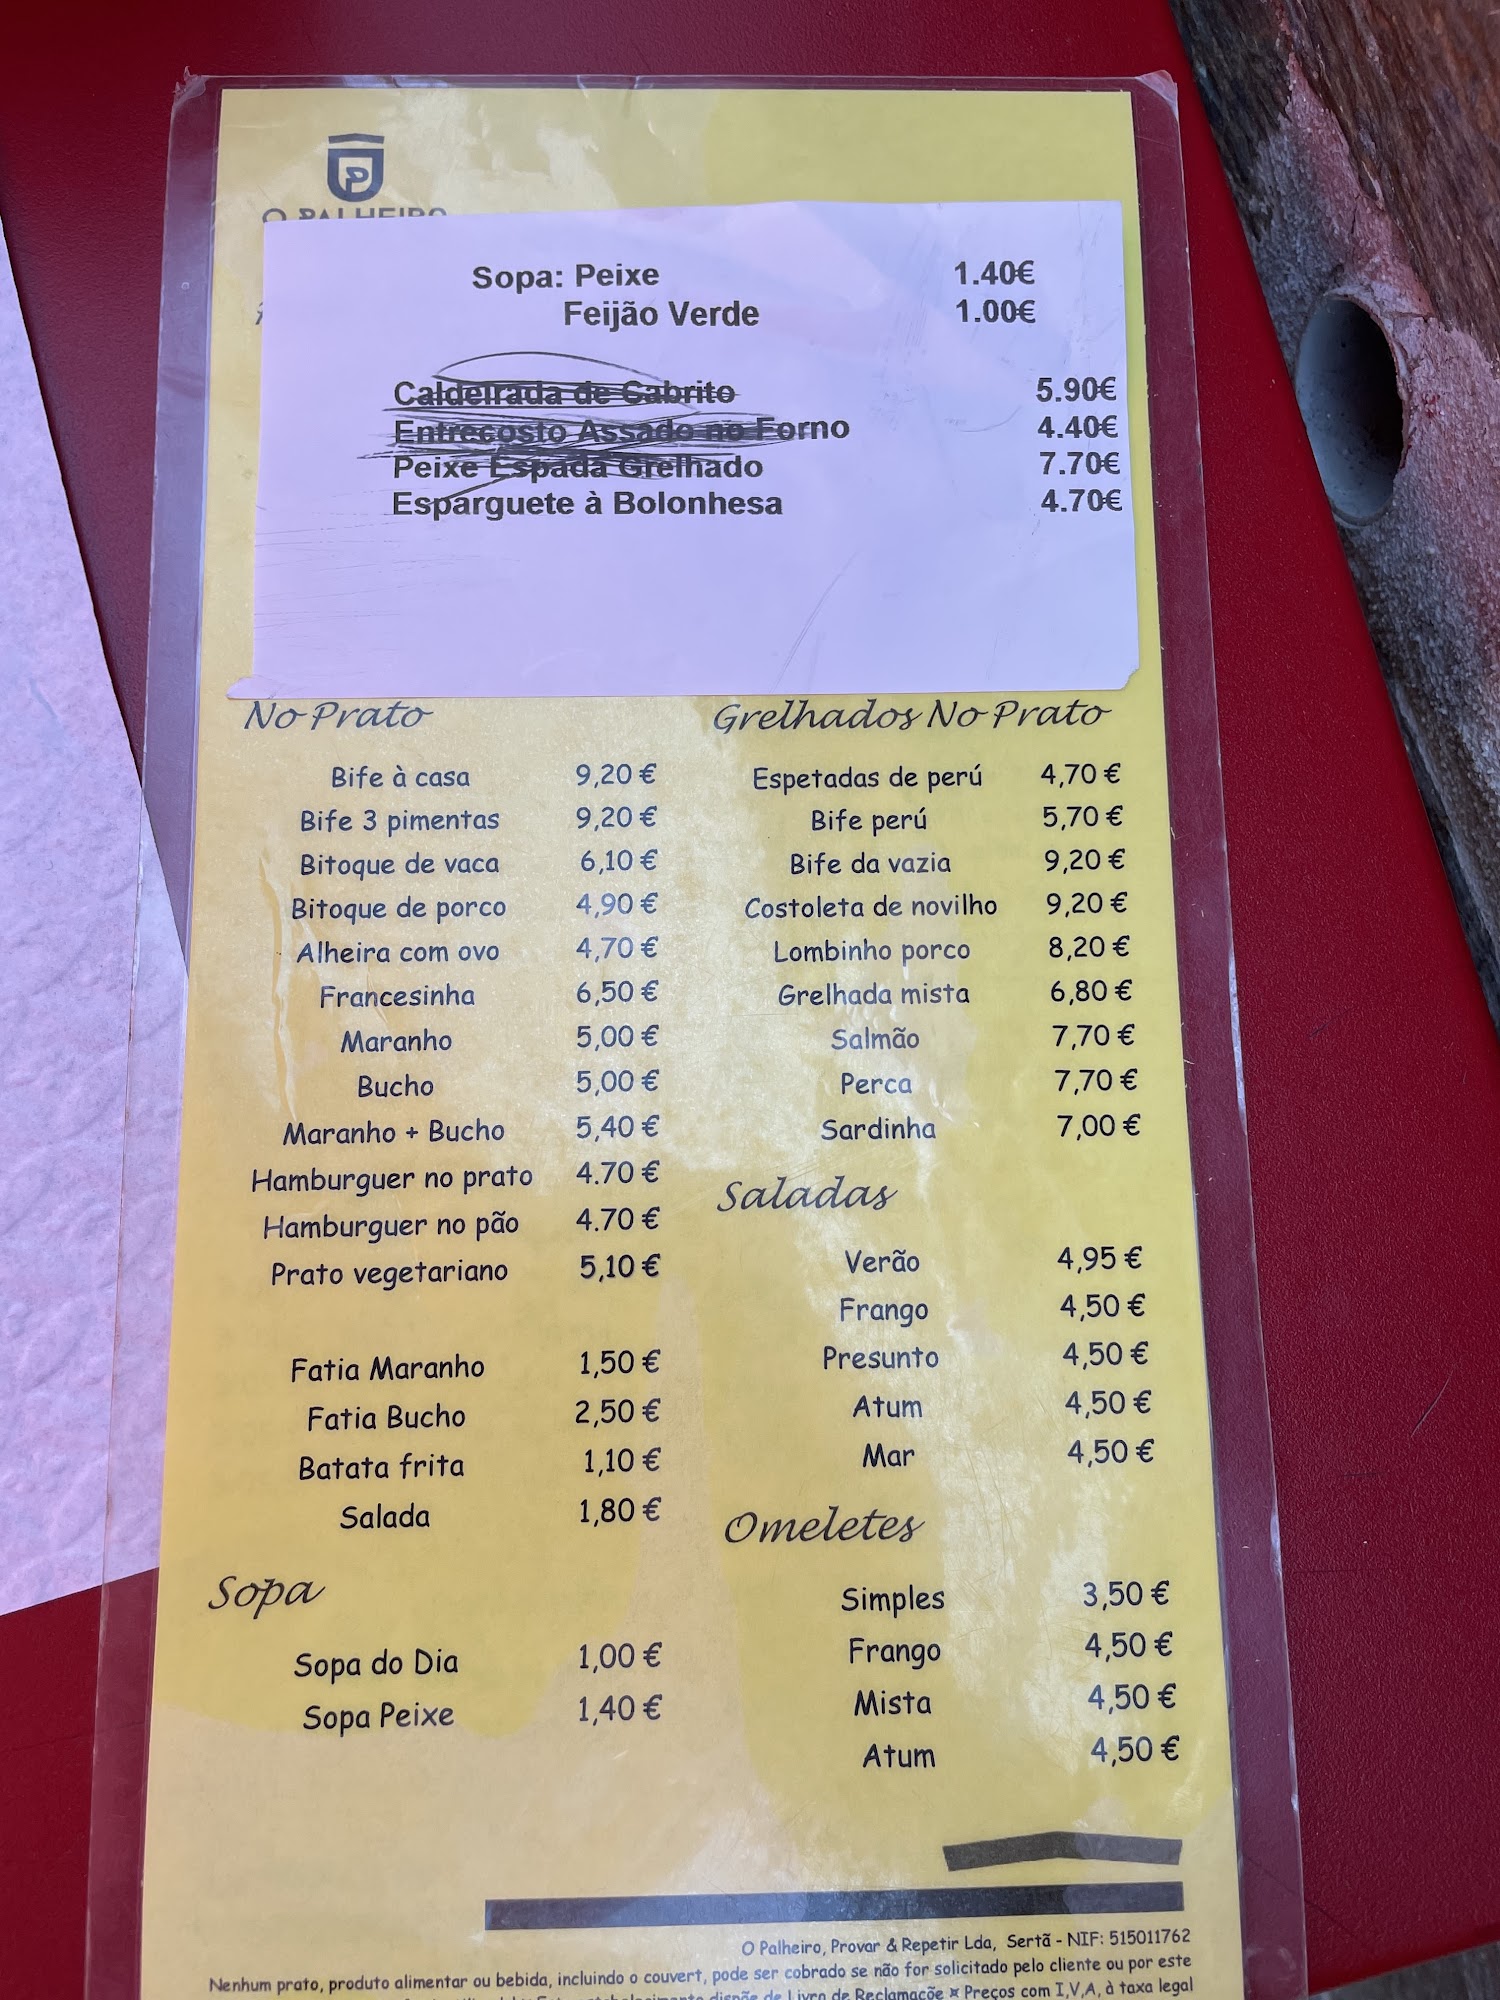 O PALHEIRO
Sopa: Peixe 1.40€
Feijão Verde 1.00€
Caldeirada de Cabrito 5.90€
Entrecosto Assado no Forno 4.40€
Peixe Espada Grelhado 7.70€
Esparguete à Bolonhesa 4.70€
No Prato
Bife à casa 9,20 €
Bife 3 pimentas 9,20 €
Bitoque de vaca 6,10 €
Bitoque de porco 4,90 €
Alheira com ovo 4,70 €
Francesinha 6,50 €
Maranho 5,00 €
Bucho 5,00 €
Maranho + Bucho 5,40 €
Hamburguer no prato 4.70 €
Hamburguer no pão 4.70 €
Prato vegetariano 5,10 €
Fatia Maranho 1,50 €
Fatia Bucho 2,50 €
Batata frita 1,10 €
Salada 1,80 €
Sopa
Sopa do Dia 1,00 €
Sopa Peixe 1,40 €
Grelhados No Prato
Espetadas de perú 4,70 €
Bife perú 5,70 €
Bife da vazia 9,20 €
Costoleta de novilho 9,20 €
Lombinho porco 8,20 €
Grelhada mista 6,80 €
Salmão 7,70 €
Perca 7,70 €
Sardinha 7,00 €
Saladas
Verão 4,95 €
Frango 4,50 €
Presunto 4,50 €
Atum 4,50 €
Mar 4,50 €
Omeletes
Simples 3,50 €
Frango 4,50 €
Mista 4,50 €
Atum 4,50 €
O Palheiro, Provar & Repetir Lda, Sertã - NIF: 515011762
Nenhum prato, produto alimentar ou bebida, incluindo o couvert, pode ser cobrado se não for solicitado pelo cliente ou por este
dispõe de Livro de Reclamaçõe ¤ Preços com I,V,A, à taxa legal